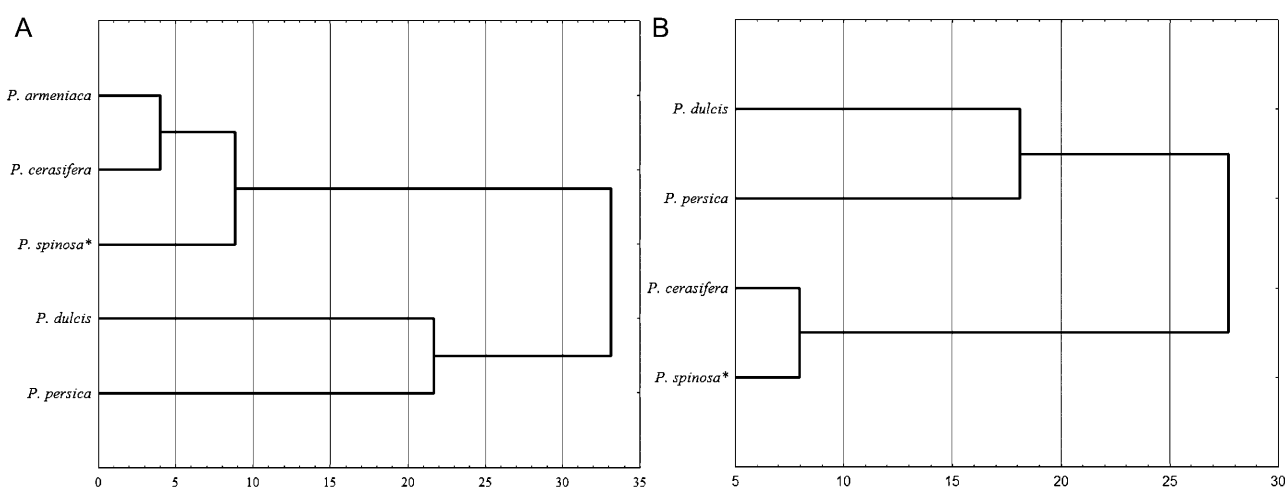 A
P. armeniaca
P. cerasifera
P. spinosa*
P. dulcis
P. persica
0 5 10 15 20 25 30 35
B
P. dulcis
P. persica
P. cerasifera
P. spinosa*
5 10 15 20 25 30